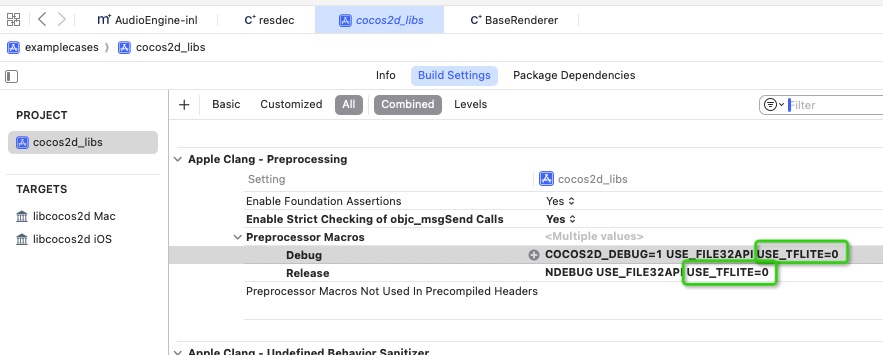 AudioEngine-inl
resdec
cocos2d_libs
BaseRenderer
examplecases
cocos2d_libs
Info
Build Settings
Package Dependencies
Basic
Customized
All
Combined
Levels
Filter
PROJECT
cocos2d_libs
TARGETS
libcocos2d Mac
libcocos2d iOS
Apple Clang - Preprocessing
Setting
cocos2d_libs
Enable Foundation Assertions
Yes
Enable Strict Checking of objc_msgSend Calls
Yes
Preprocessor Macros
<Multiple values>
Debug
COCOS2D_DEBUG=1 USE_FILE32API USE_TFLITE=0
Release
NDEBUG USE_FILE32API USE_TFLITE=0
Preprocessor Macros Not Used In Precompiled Headers
Apple Clang - Undefined Behavior Sanitizer